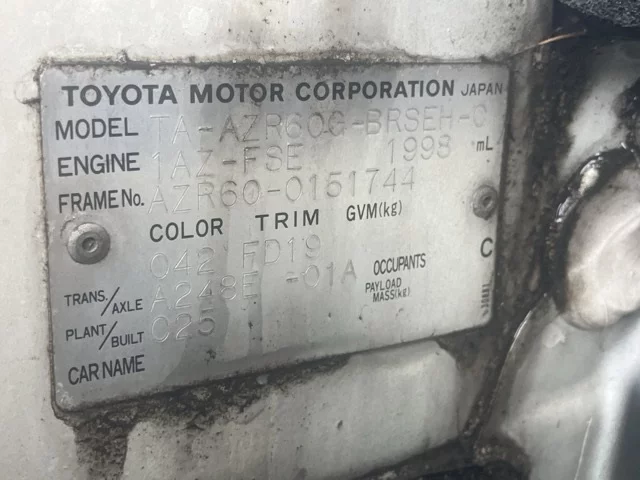 TOYOTA MOTOR CORPORATION JAPAN
MODEL TA-AZR60G-BRSEH-C
ENGINE 1AZ-FSE 1998 mL
FRAME No. AZR60-0151744
COLOR TRIM GVM(kg)
042 FD19
TRANS./AXLE A248E -01A OCCUPANTS C
PLANT/BUILT 025 PAYLOAD MASS(kg)
CAR NAME